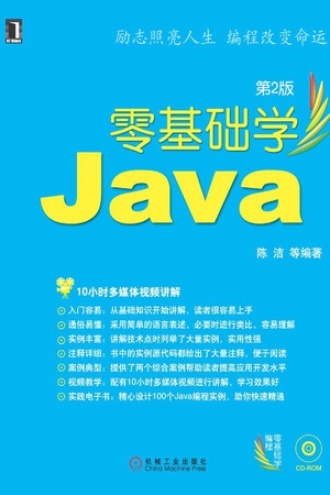 励志照亮人生 编程改变命运
第2版
零基础学
Java
陈洁 等编著
10小时多媒体视频讲解
入门容易：从基础知识开始讲解，读者很容易上手
通俗易懂：采用简单的语言表述，必要时进行类比，容易理解
实例丰富：讲解技术点时列举了大量实例，实用性强
注释详细：书中的实例源代码都给出了大量注释，便于阅读
案例典型：提供了两个综合案例帮助读者提高应用开发水平
视频教学：配有10小时多媒体视频进行讲解，学习效果好
实践电子书：精心设计100个Java编程实例，助你快速精通
零基础学编程
CD-ROM
机械工业出版社
China Machine Press